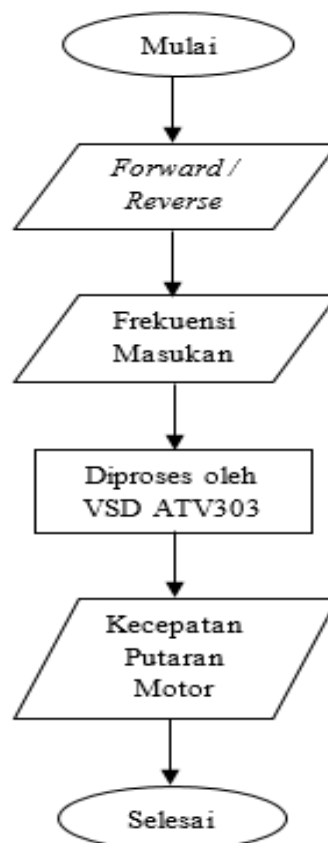 Mulai
Forward /
Reverse
Frekuensi
Masukan
Diproses oleh
VSD ATV303
Kecepatan
Putaran
Motor
Selesai